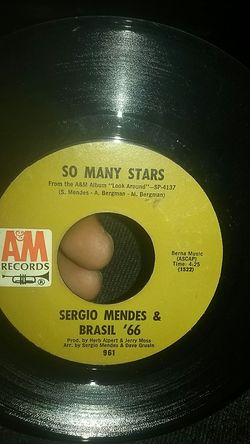 SO MANY STARS
From the A&M Album "Look Around"—SP-4137
(S. Mendes - A. Bergman - M. Bergman)
A&M
RECORDS
®
Berna Music
(ASCAP)
Time: 4:25
(1522)
SERGIO MENDES &
BRASIL '66
Prod. by Herb Alpert & Jerry Moss
Arr. by Sergio Mendes & Dave Grusin
961